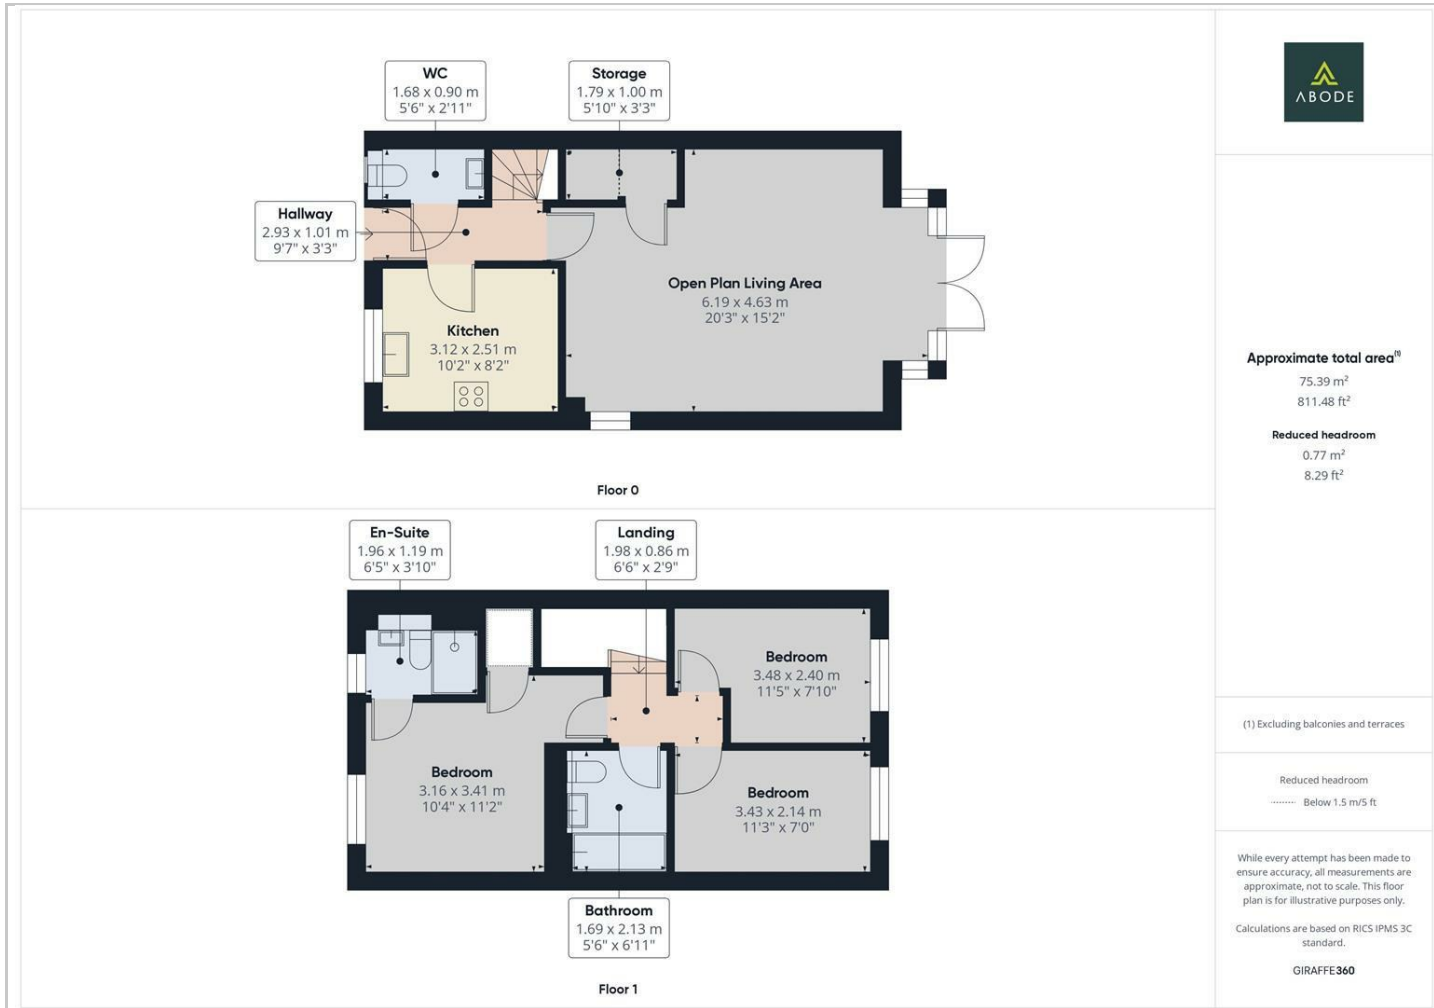 WC
1.68 x 0.90 m
5'6" x 2'11"
Storage
1.79 x 1.00 m
5'10" x 3'3"
Hallway
2.93 x 1.01 m
9'7" x 3'3"
Open Plan Living Area
6.19 x 4.63 m
20'3" x 15'2"
Kitchen
3.12 x 2.51 m
10'2" x 8'2"
Floor 0
En-Suite
1.96 x 1.19 m
6'5" x 3'10"
Landing
1.98 x 0.86 m
6'6" x 2'9"
Bedroom
3.48 x 2.40 m
11'5" x 7'10"
Bedroom
3.16 x 3.41 m
10'4" x 11'2"
Bedroom
3.43 x 2.14 m
11'3" x 7'0"
Bathroom
1.69 x 2.13 m
5'6" x 6'11"
Floor 1
ABODE
Approximate total area(1)
75.39 m²
811.48 ft²
Reduced headroom
0.77 m²
8.29 ft²
(1) Excluding balconies and terraces
Reduced headroom
Below 1.5 m/5 ft
While every attempt has been made to
ensure accuracy, all measurements are
approximate, not to scale. This floor
plan is for illustrative purposes only.
Calculations are based on RICS IPMS 3C
standard.
GIRAFFE360